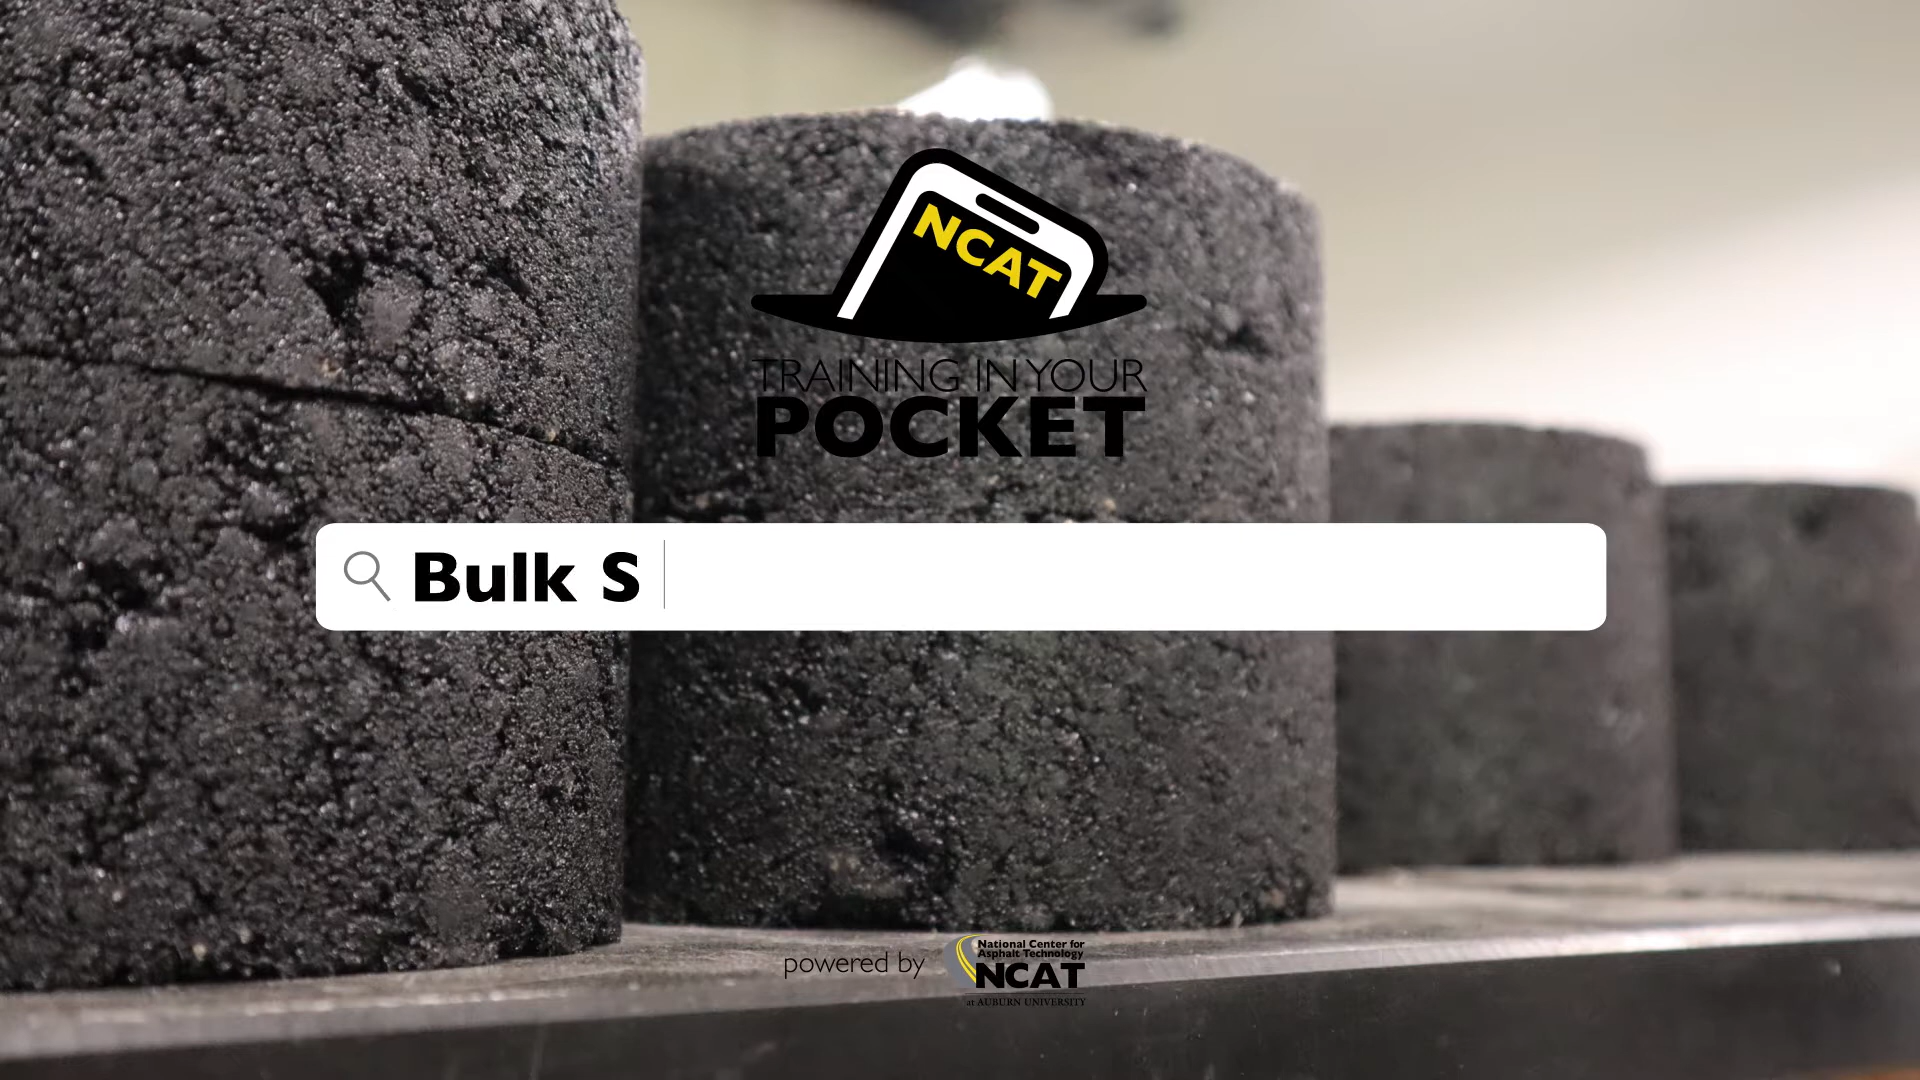 NCAT
TRAINING IN YOUR
POCKET
Bulk S
powered by
National Center for
Asphalt Technology
NCAT
at AUBURN UNIVERSITY